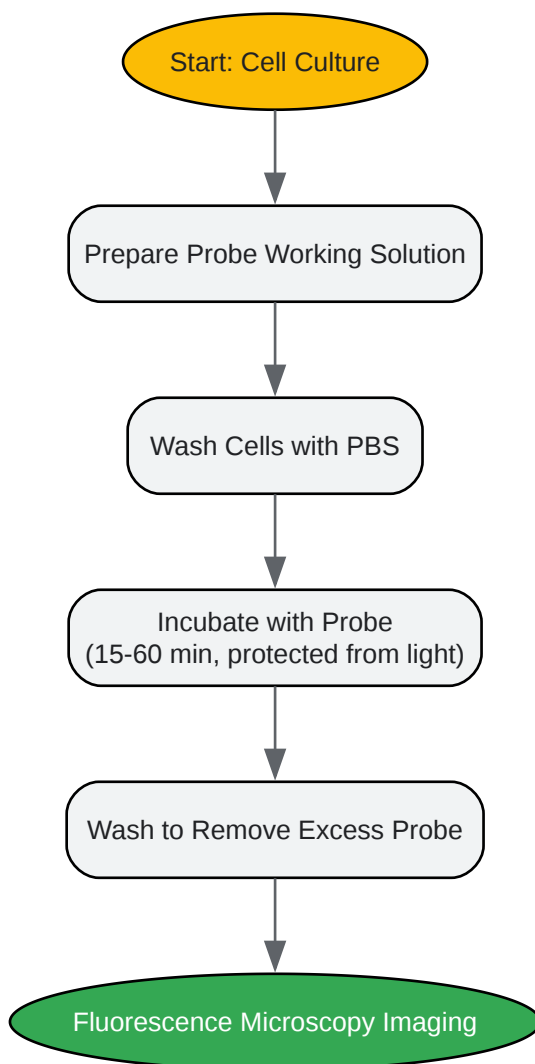 Start: Cell Culture
Prepare Probe Working Solution
Wash Cells with PBS
Incubate with Probe
(15-60 min, protected from light)
Wash to Remove Excess Probe
Fluorescence Microscopy Imaging